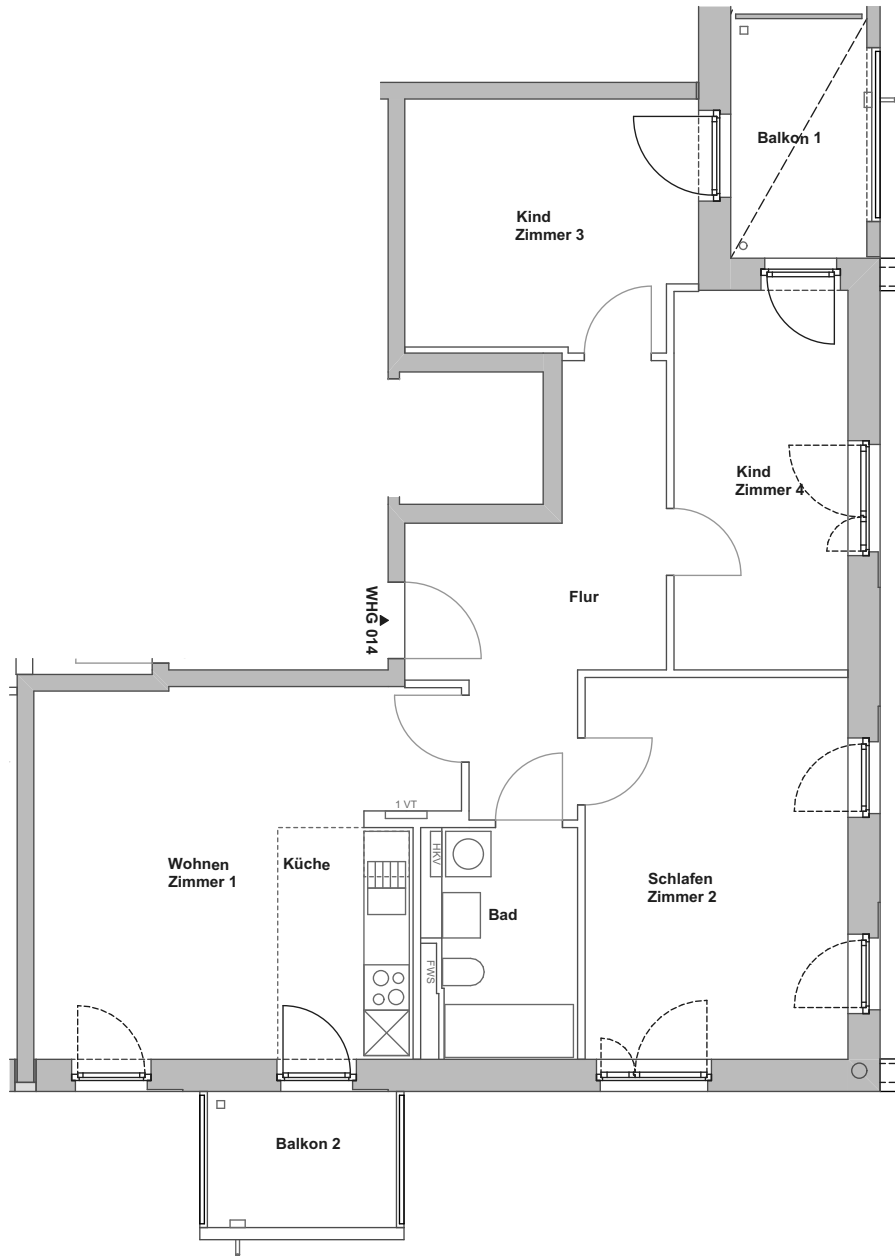 Balkon 1
Kind
Zimmer 3
Kind
Zimmer 4
Flur
WHG 014
1 VT
Wohnen
Zimmer 1
Küche
HKV
Bad
Schlafen
Zimmer 2
FWS
Balkon 2